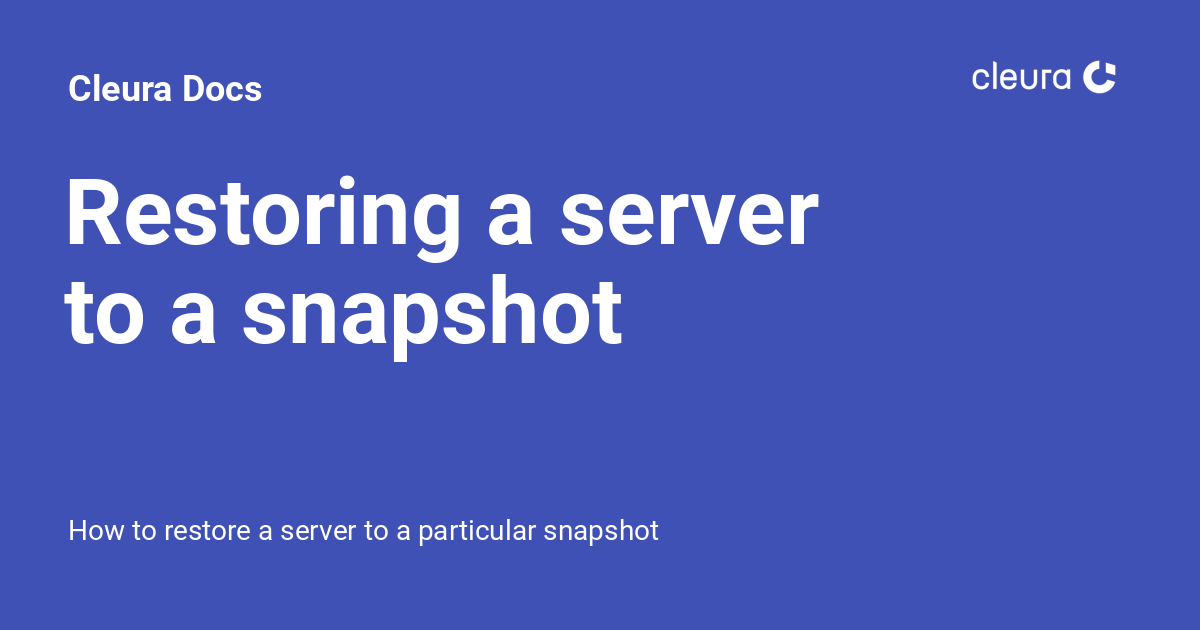 Cleura Docs
cleura
Restoring a server
to a snapshot
How to restore a server to a particular snapshot